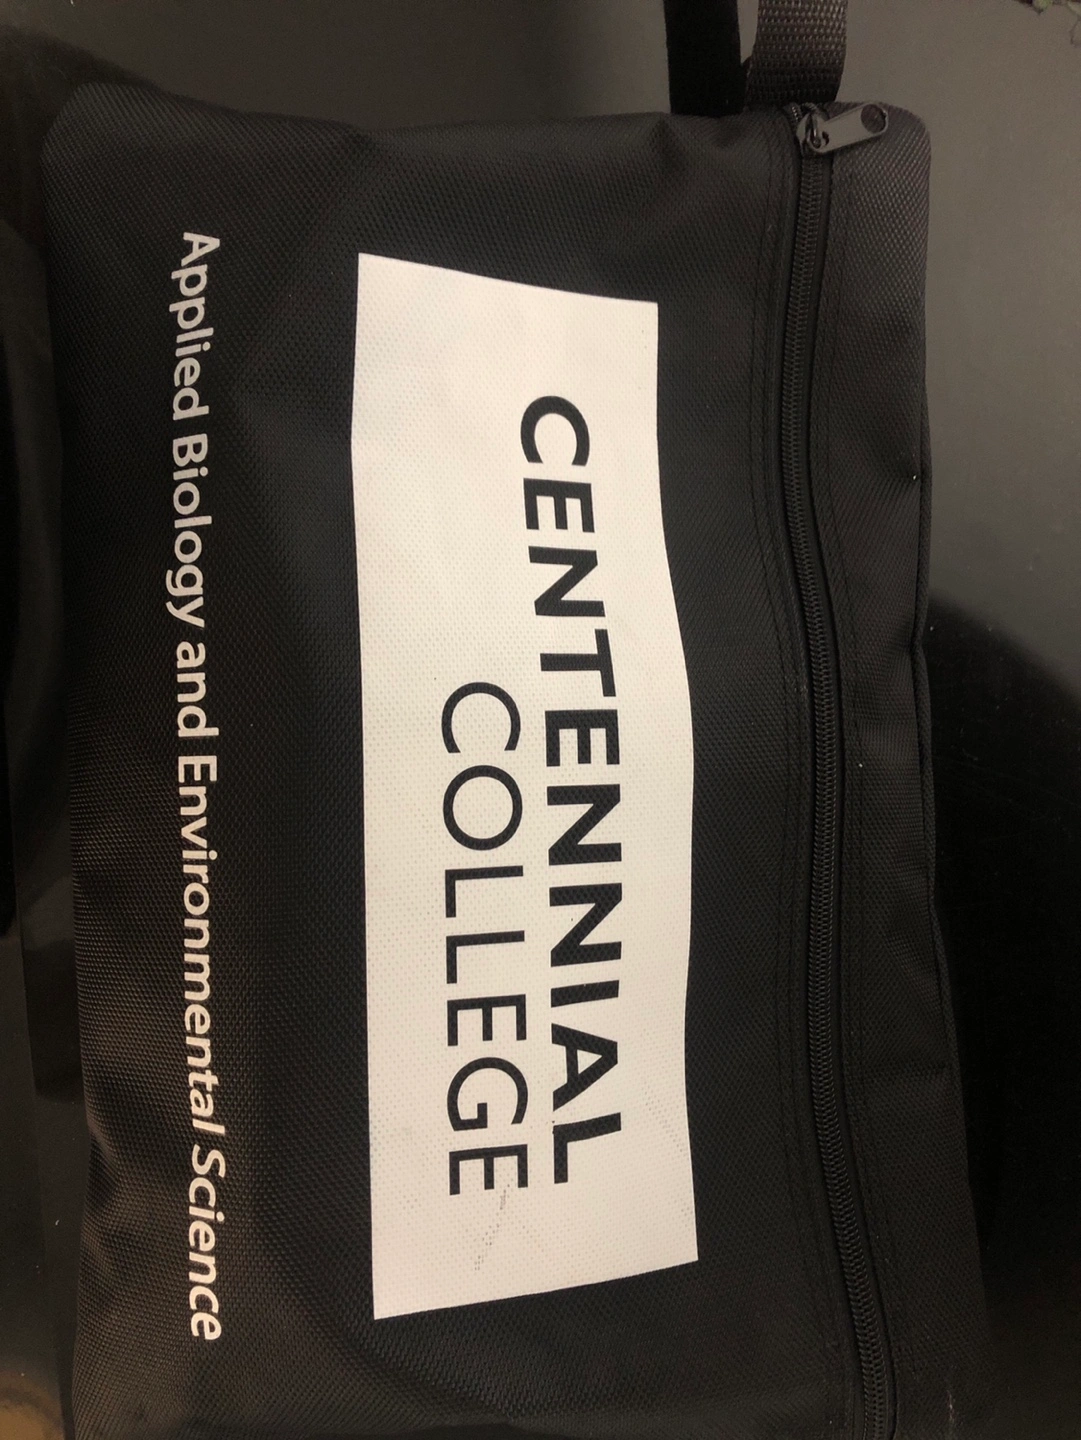 CENTENNIAL
COLLEGE
Applied Biology and Environmental Science